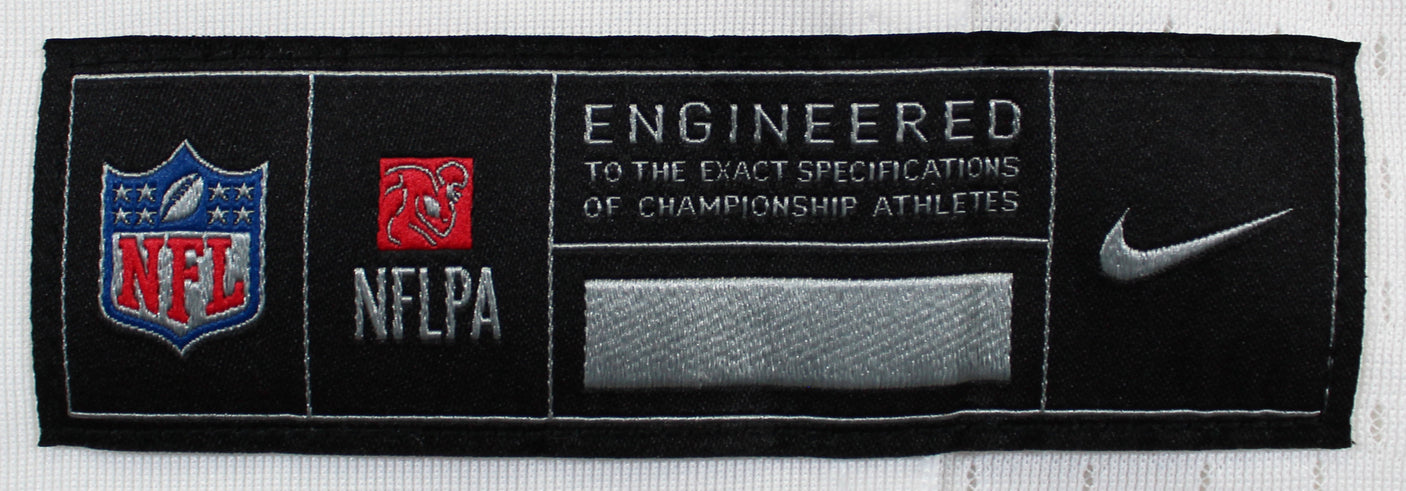 NFL
NFLPA
ENGINEERED
TO THE EXACT SPECIFICATIONS
OF CHAMPIONSHIP ATHLETES